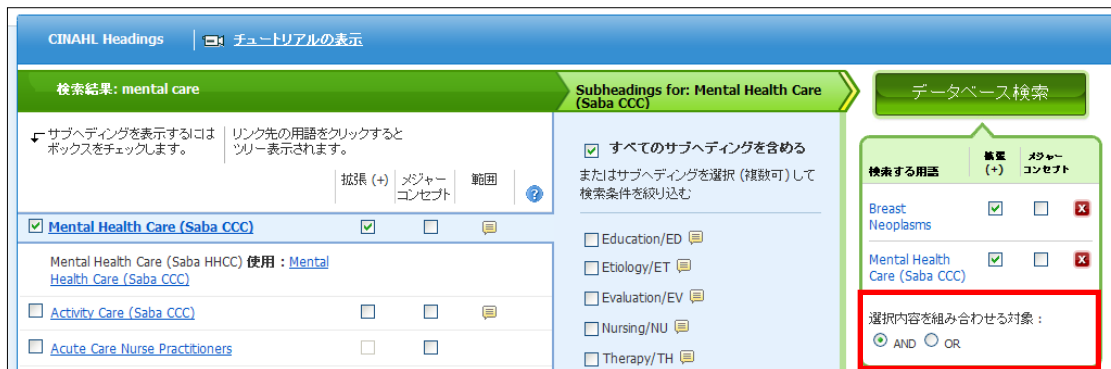 CINAHL Headings
チュートリアルの表示
検索結果: mental care
サブヘディングを表示するには
ボックスをチェックします。
リンク先の用語をクリックすると
ツリー表示されます。
拡張 (+)
メジャー
コンセプト
範囲
Mental Health Care (Saba CCC)
Mental Health Care (Saba HHCC) 使用：Mental
Health Care (Saba CCC)
Activity Care (Saba CCC)
Acute Care Nurse Practitioners
Subheadings for: Mental Health Care
(Saba CCC)
すべてのサブヘディングを含める
またはサブヘディングを選択 (複数可) して
検索条件を絞り込む
Education/ED
Etiology/ET
Evaluation/EV
Nursing/NU
Therapy/TH
データベース検索
検索する用語
拡張
(+)
メジャー
コンセプト
Breast
Neoplasms
Mental Health
Care (Saba CCC)
選択内容を組み合わせる対象：
AND OR